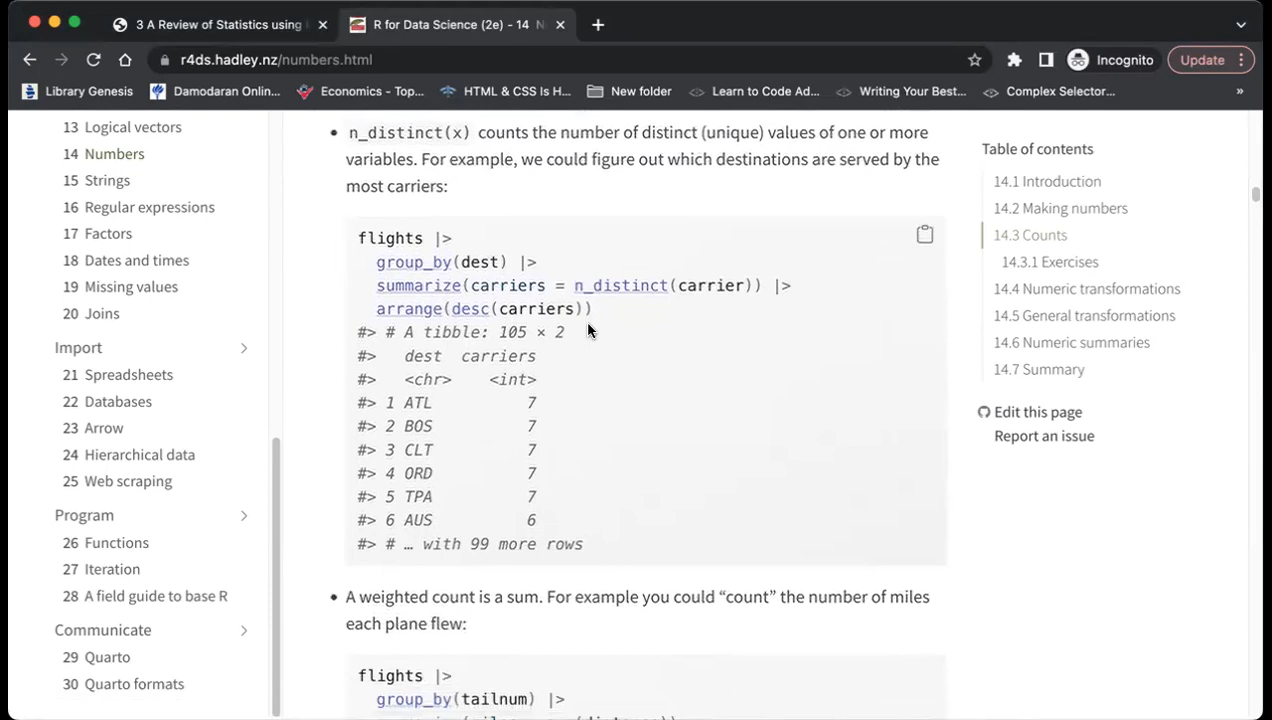 3 A Review of Statistics using
R for Data Science (2e) - 14 N
r4ds.hadley.nz/numbers.html
Incognito
Update
Library Genesis
Damodaran Onlin...
Economics - Top...
HTML & CSS Is H...
New folder
Learn to Code Ad...
Writing Your Best...
Complex Selector...
»
13 Logical vectors
14 Numbers
15 Strings
16 Regular expressions
17 Factors
18 Dates and times
19 Missing values
20 Joins
Import
21 Spreadsheets
22 Databases
23 Arrow
24 Hierarchical data
25 Web scraping
Program
26 Functions
27 Iteration
28 A field guide to base R
Communicate
29 Quarto
30 Quarto formats
• n_distinct(x) counts the number of distinct (unique) values of one or more
variables. For example, we could figure out which destinations are served by the
most carriers:
flights |>
group_by(dest) |>
summarize(carriers = n_distinct(carrier)) |>
arrange(desc(carriers))
#> # A tibble: 105 × 2
#> dest carriers
#> <chr> <int>
#> 1 ATL 7
#> 2 BOS 7
#> 3 CLT 7
#> 4 ORD 7
#> 5 TPA 7
#> 6 AUS 6
#> # … with 99 more rows
• A weighted count is a sum. For example you could “count” the number of miles
each plane flew:
flights |>
group_by(tailnum) |>
Table of contents
14.1 Introduction
14.2 Making numbers
14.3 Counts
14.3.1 Exercises
14.4 Numeric transformations
14.5 General transformations
14.6 Numeric summaries
14.7 Summary
Edit this page
Report an issue